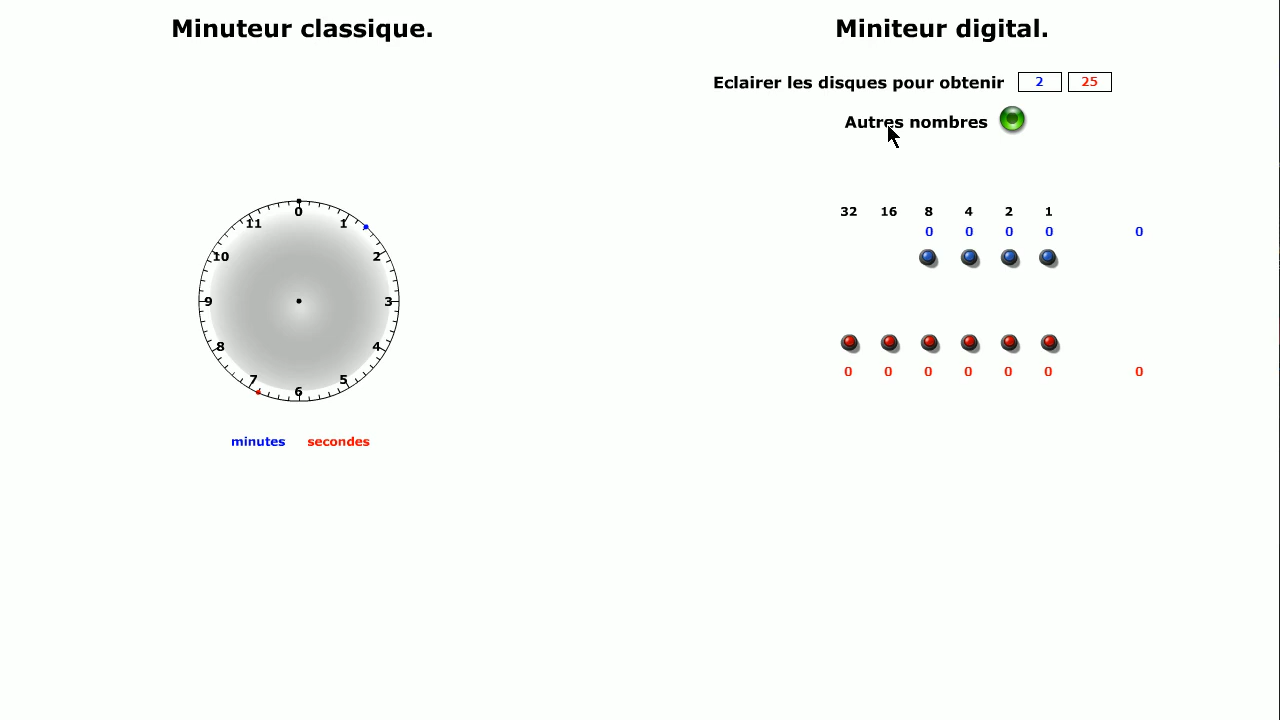 Minuteur classique.
Miniteur digital.
Eclairer les disques pour obtenir 2 25
Autres nombres
0
1
2
3
4
5
6
7
8
9
10
11
minutes secondes
32 16 8 4 2 1
0 0 0 0 0
0 0 0 0 0 0 0